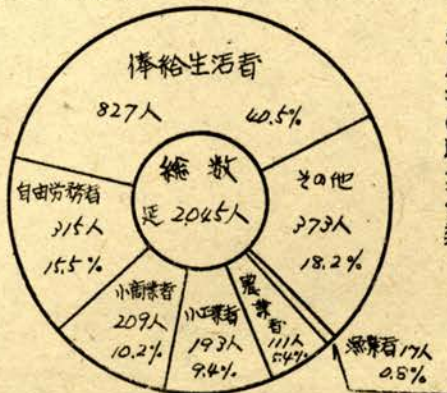 俸給生活者
827人 40.5%
総数
延2045人
その他
373人
18.2%
自由労務者
315人
15.5%
小商業者
209人
10.2%
小工業者
193人
9.4%
農業者
111人
5.4%
漁業者17人
0.8%